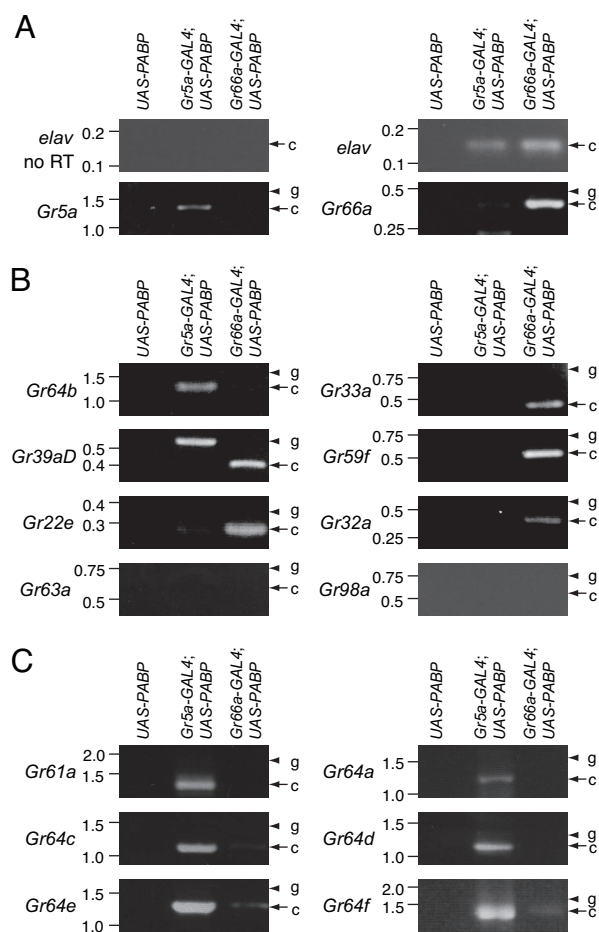 A
UAS-PABP
Gr5a-GAL4;
UAS-PABP
Gr66a-GAL4;
UAS-PABP
UAS-PABP
Gr5a-GAL4;
UAS-PABP
Gr66a-GAL4;
UAS-PABP
elav
no RT
0.2
0.1
c
elav
0.2
0.1
c
Gr5a
1.5
1.0
g
c
Gr66a
0.5
0.25
g
c
B
UAS-PABP
Gr5a-GAL4;
UAS-PABP
Gr66a-GAL4;
UAS-PABP
UAS-PABP
Gr5a-GAL4;
UAS-PABP
Gr66a-GAL4;
UAS-PABP
Gr64b
1.5
1.0
g
c
Gr33a
0.75
0.5
g
c
Gr39aD
0.5
0.4
g
c
Gr59f
0.75
0.5
g
c
Gr22e
0.4
0.3
g
c
Gr32a
0.5
0.25
g
c
Gr63a
0.75
0.5
g
c
Gr98a
0.75
0.5
g
c
C
UAS-PABP
Gr5a-GAL4;
UAS-PABP
Gr66a-GAL4;
UAS-PABP
UAS-PABP
Gr5a-GAL4;
UAS-PABP
Gr66a-GAL4;
UAS-PABP
Gr61a
2.0
1.5
g
c
Gr64a
1.5
1.0
g
c
Gr64c
1.5
1.0
g
c
Gr64d
1.5
1.0
g
c
Gr64e
1.5
1.0
g
c
Gr64f
2.0
1.5
g
c